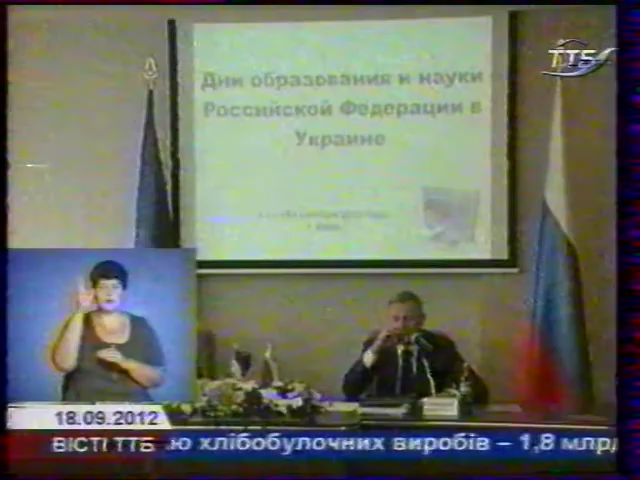 ТТБ
Дни образования и науки
Российской Федерации в
Украине
18.09.2012
ВІСТІ ТТБ
ю хлібобулочних виробів – 1,8 млрд